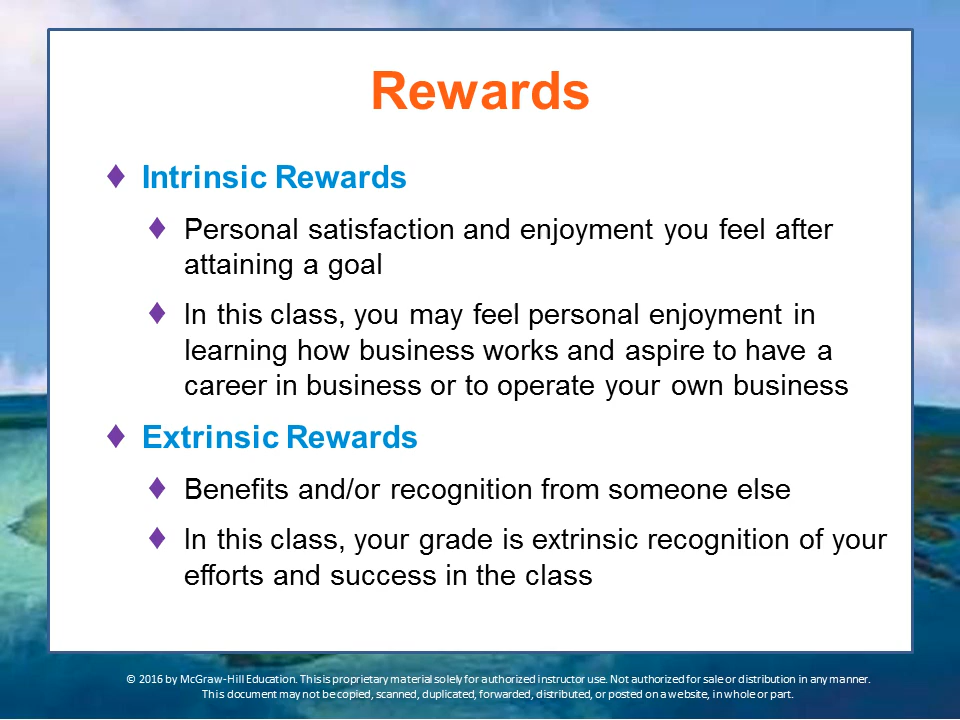 Rewards
♦ Intrinsic Rewards
♦ Personal satisfaction and enjoyment you feel after
attaining a goal
♦ In this class, you may feel personal enjoyment in
learning how business works and aspire to have a
career in business or to operate your own business
♦ Extrinsic Rewards
♦ Benefits and/or recognition from someone else
♦ In this class, your grade is extrinsic recognition of your
efforts and success in the class
© 2016 by McGraw-Hill Education. This is proprietary material solely for authorized instructor use. Not authorized for sale or distribution in any manner.
This document may not be copied, scanned, duplicated, forwarded, distributed, or posted on a website, in whole or part.